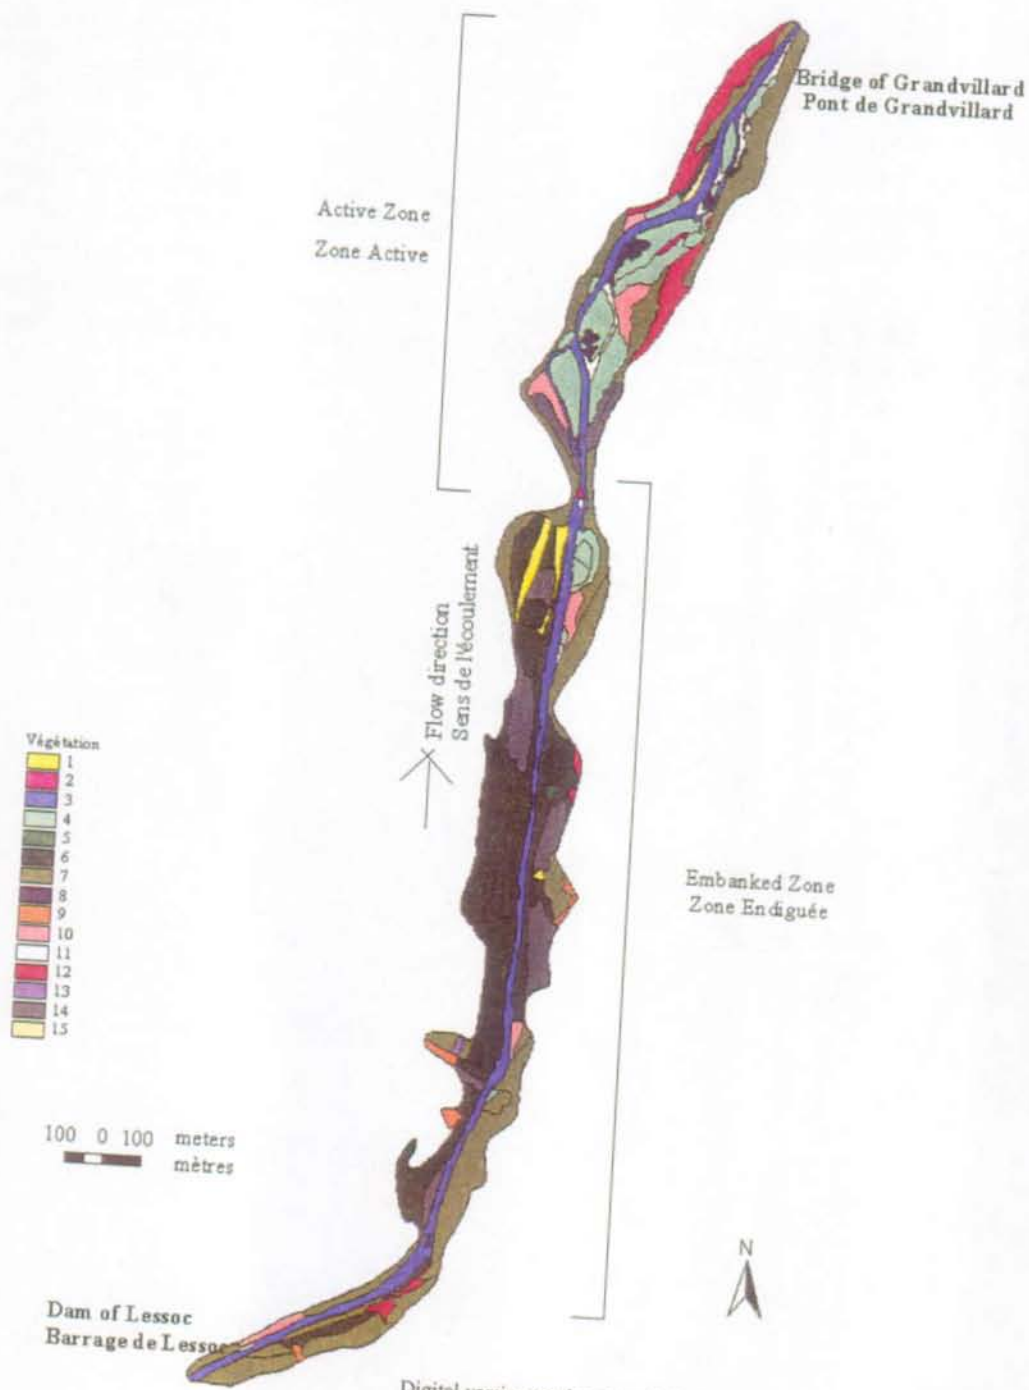 Bridge of Grandvillard
Pont de Grandvillard
Active Zone
Zone Active
Flow direction
Sens de l'écoulement
Végétation
1
2
3
4
5
6
7
8
9
10
11
12
13
14
15
Embanked Zone
Zone Endiguée
100 0 100 meters
mètres
N
Dam of Lessoc
Barrage de Lessoc
Digital